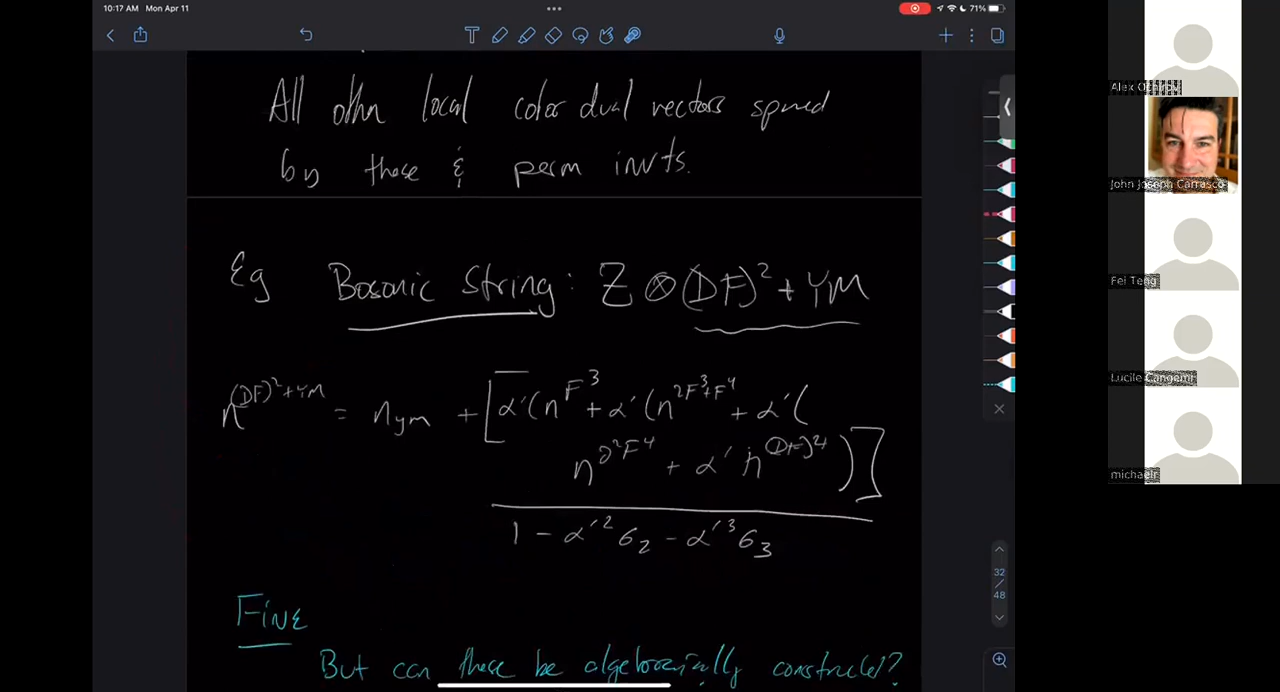 10:17 AM Mon Apr 11
71%
All other local color dual vectors spanned
by these & perm invts.
Eg Bosonic String: Z ⊗ (DF)² + YM
n^{(DF)²+YM} = n_{YM} + [α'(n^{F³} + α'(n^{2F³+F⁴} + α'(
n^{D²F⁴} + α' n^{(DF)²}))]
1 - α'² σ₂ - α'³ σ₃
Fine
But can these be algebraically constructed?
32
/
48
John Joseph Carrasco
Fei Teng
Lucile Cangemi
michaelr